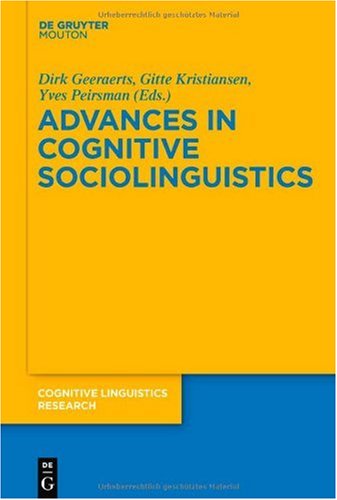 Urheberrechtlich geschütztes Material
DE GRUYTER
MOUTON
Dirk Geeraerts, Gitte Kristiansen,
Yves Peirsman (Eds.)
ADVANCES IN
COGNITIVE
SOCIOLINGUISTICS
COGNITIVE LINGUISTICS
RESEARCH
DE
G
Urheberrechtlich geschütztes Material